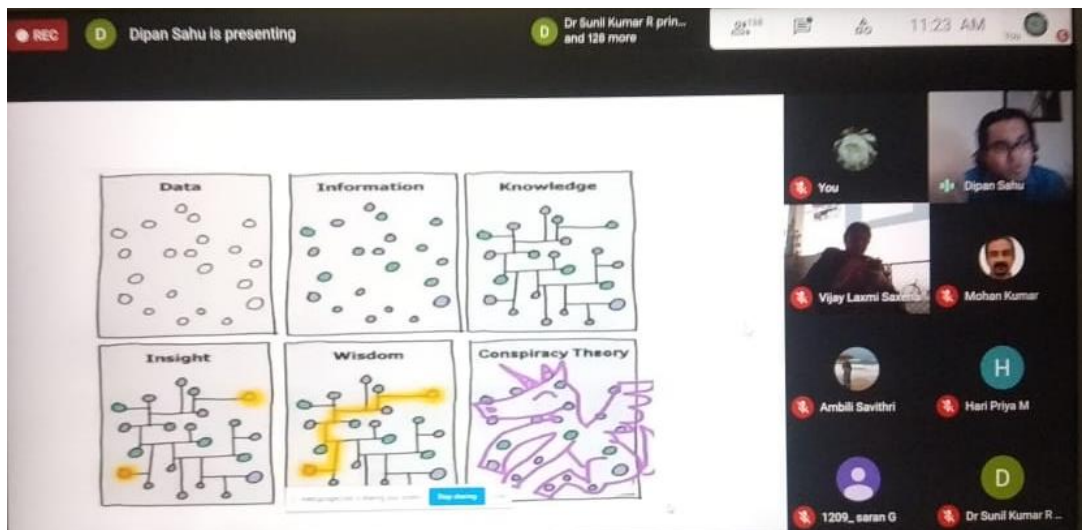 REC
D
Dipan Sahu is presenting
D
Dr Sunil Kumar R prin...
and 128 more
11:23 AM
You
Data
Information
Knowledge
Insight
Wisdom
Conspiracy Theory
Stop sharing
You
Dipan Sahu
Vijay Laxmi Saxena
Mohan Kumar
Ambili Savithri
H
Hari Priya M
1209_ saran G
D
Dr Sunil Kumar R ...